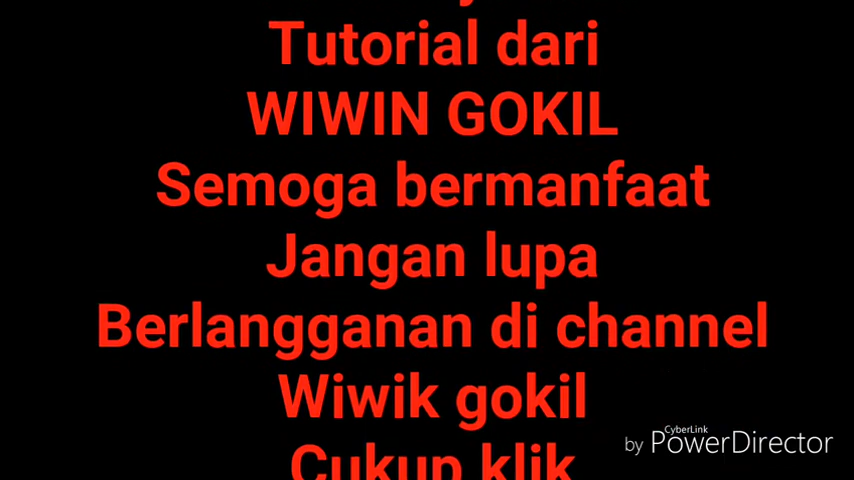 Tutorial dari
WIWIN GOKIL
Semoga bermanfaat
Jangan lupa
Berlangganan di channel
Wiwik gokil
Cukup klik
by CyberLink PowerDirector